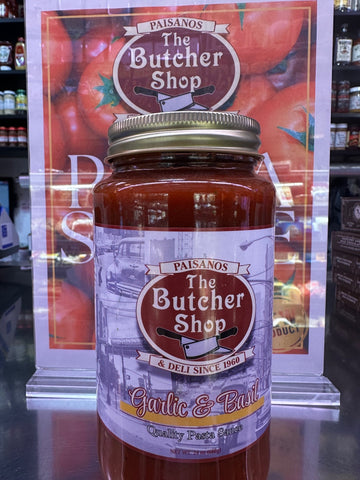 PAISANOS
The
Butcher
Shop
PAISANOS
The
Butcher
Shop
& DELI SINCE 1960
Garlic & Basil
Quality Pasta Sauce